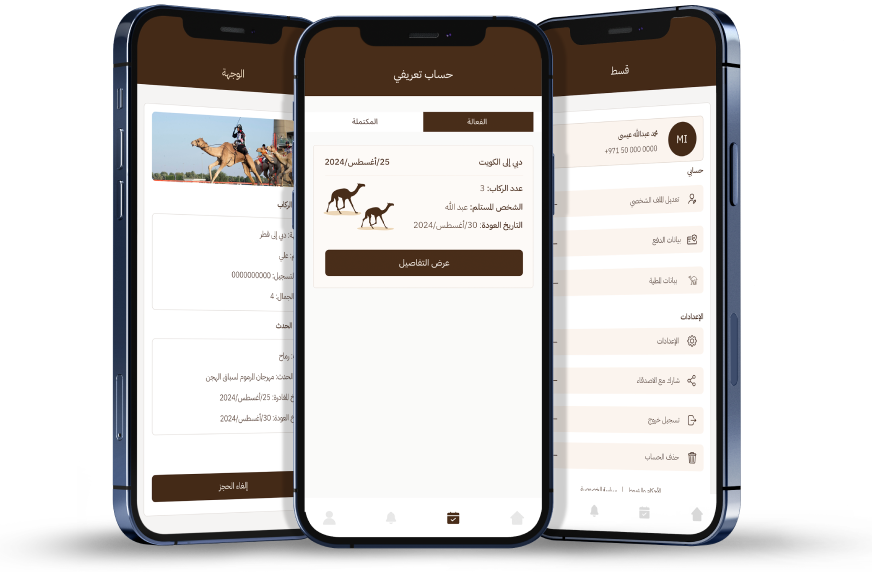 الوجهة
الركاب
دبي إلى قطر
علي
التسجيل: 0000000000
الجمال: 4
الحدث
رماح
الحدث: مهرجان المرموم لسباق الهجن
المغادرة: 25/أغسطس/2024
العودة: 30/أغسطس/2024
إلغاء الحجز
حساب تعريفي
الفعالة
المكتملة
دبي إلى الكويت
25/أغسطس/2024
عدد الركاب: 3
الشخص المستلم: عبد الله
التاريخ العودة: 30/أغسطس/2024
عرض التفاصيل
قسط
MI
محمد عبدالله عيسى
+971 50 000 0000
حسابي
تعديل الملف الشخصي
بيانات الدفع
بيانات المطية
الإعدادات
الإعدادات
شارك مع الاصدقاء
تسجيل خروج
حذف الحساب